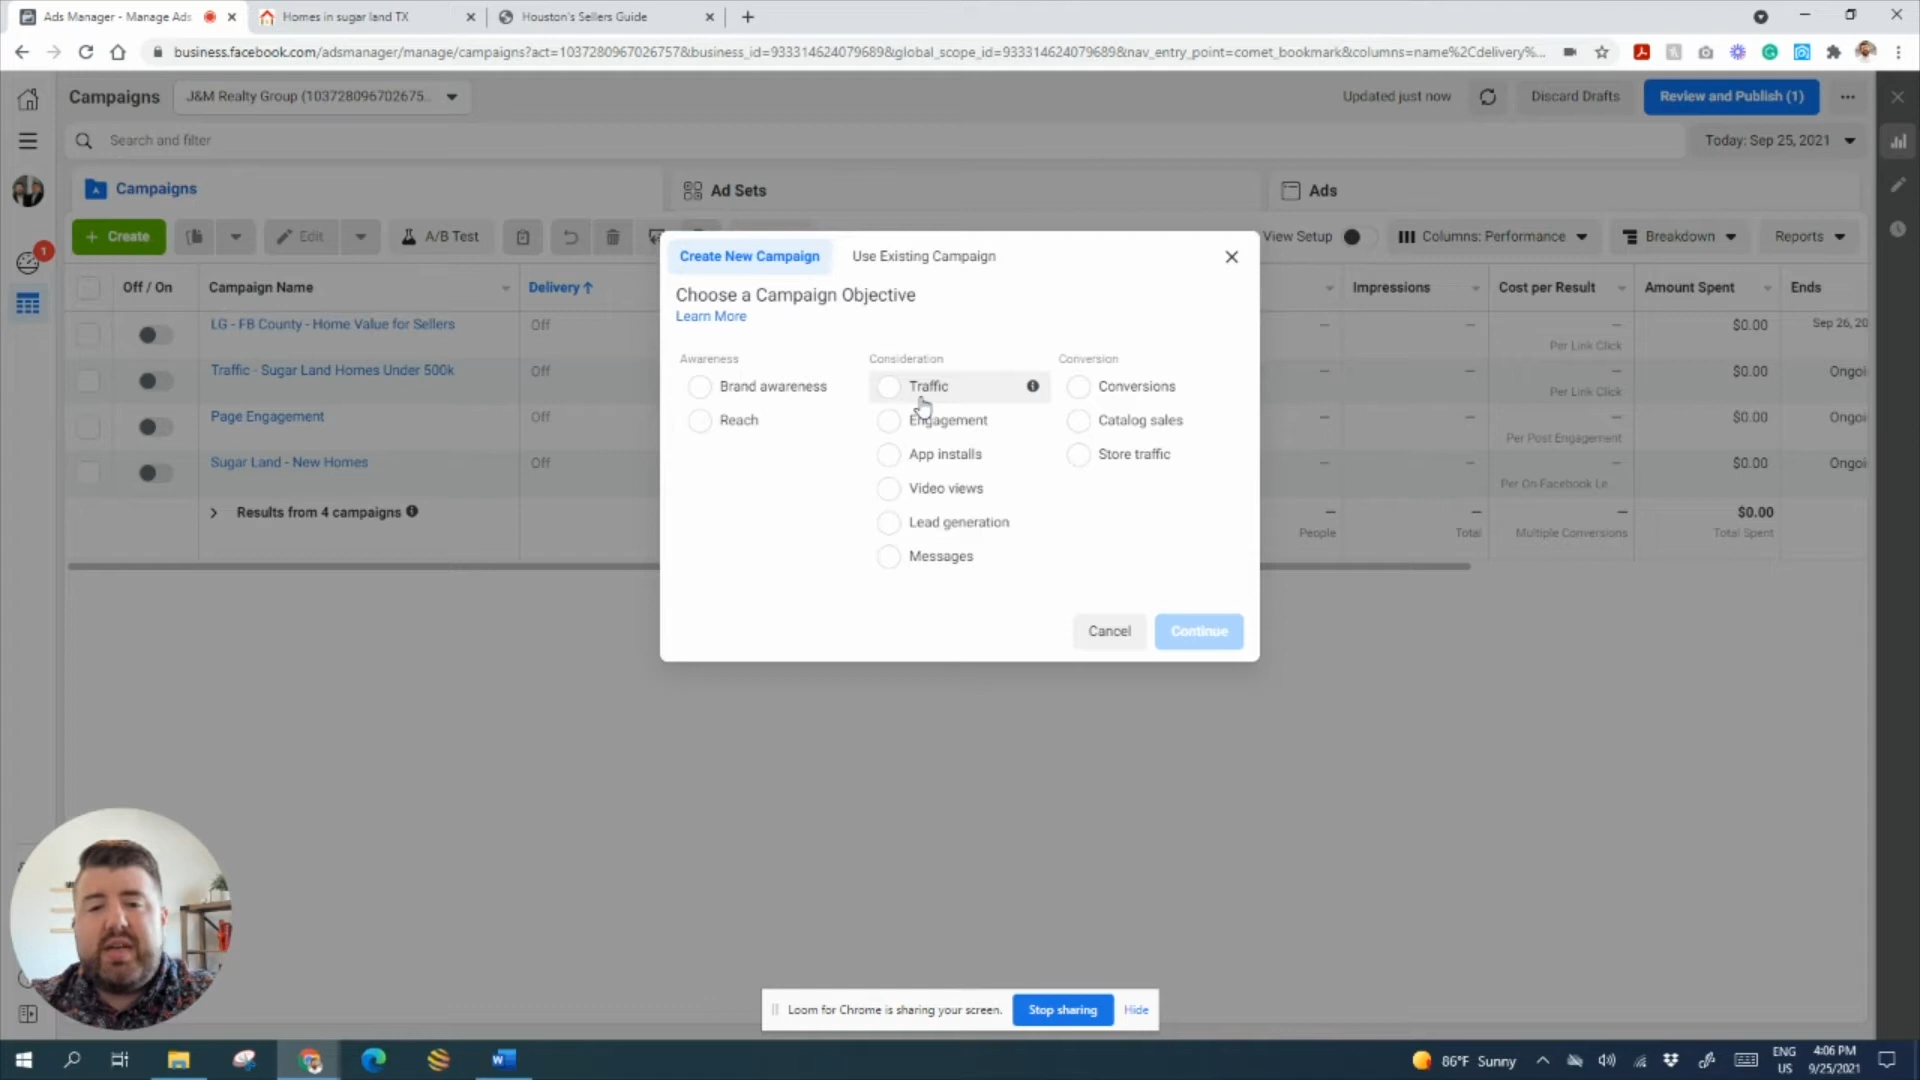 Ads Manager - Manage Ads
Homes in sugar land TX
Houston's Sellers Guide
business.facebook.com/adsmanager/manage/campaigns?act=1037280967026757&business_id=933314624079689&global_scope_id=933314624079689&nav_entry_point=comet_bookmark&columns=name%2Cdelivery%...
Campaigns
J&M Realty Group (103728096702675...
Updated just now
Discard Drafts
Review and Publish (1)
Search and filter
Today: Sep 25, 2021
Campaigns
Ad Sets
Ads
1
+ Create
Edit
A/B Test
View Setup
Columns: Performance
Breakdown
Reports
Create New Campaign
Use Existing Campaign
Off / On
Campaign Name
Delivery ↑
Impressions
Cost per Result
Amount Spent
Ends
Choose a Campaign Objective
Learn More
LG - FB County - Home Value for Sellers
Off
—
—
—
$0.00
Sep 26, 20
Per Link Click
Awareness
Consideration
Conversion
Traffic - Sugar Land Homes Under 500k
Off
—
—
—
$0.00
Ongoi
Per Link Click
Brand awareness
Traffic
Conversions
Page Engagement
Off
—
—
—
$0.00
Ongoi
Per Post Engagement
Reach
Engagement
Catalog sales
App installs
Store traffic
Sugar Land - New Homes
Off
—
—
—
$0.00
Ongoi
Per On-Facebook Le...
Video views
Results from 4 campaigns
—
—
—
$0.00
People
Total
Multiple Conversions
Total Spent
Lead generation
Messages
Cancel
Continue
Loom for Chrome is sharing your screen.
Stop sharing
Hide
86°F Sunny
ENG
US
4:06 PM
9/25/2021